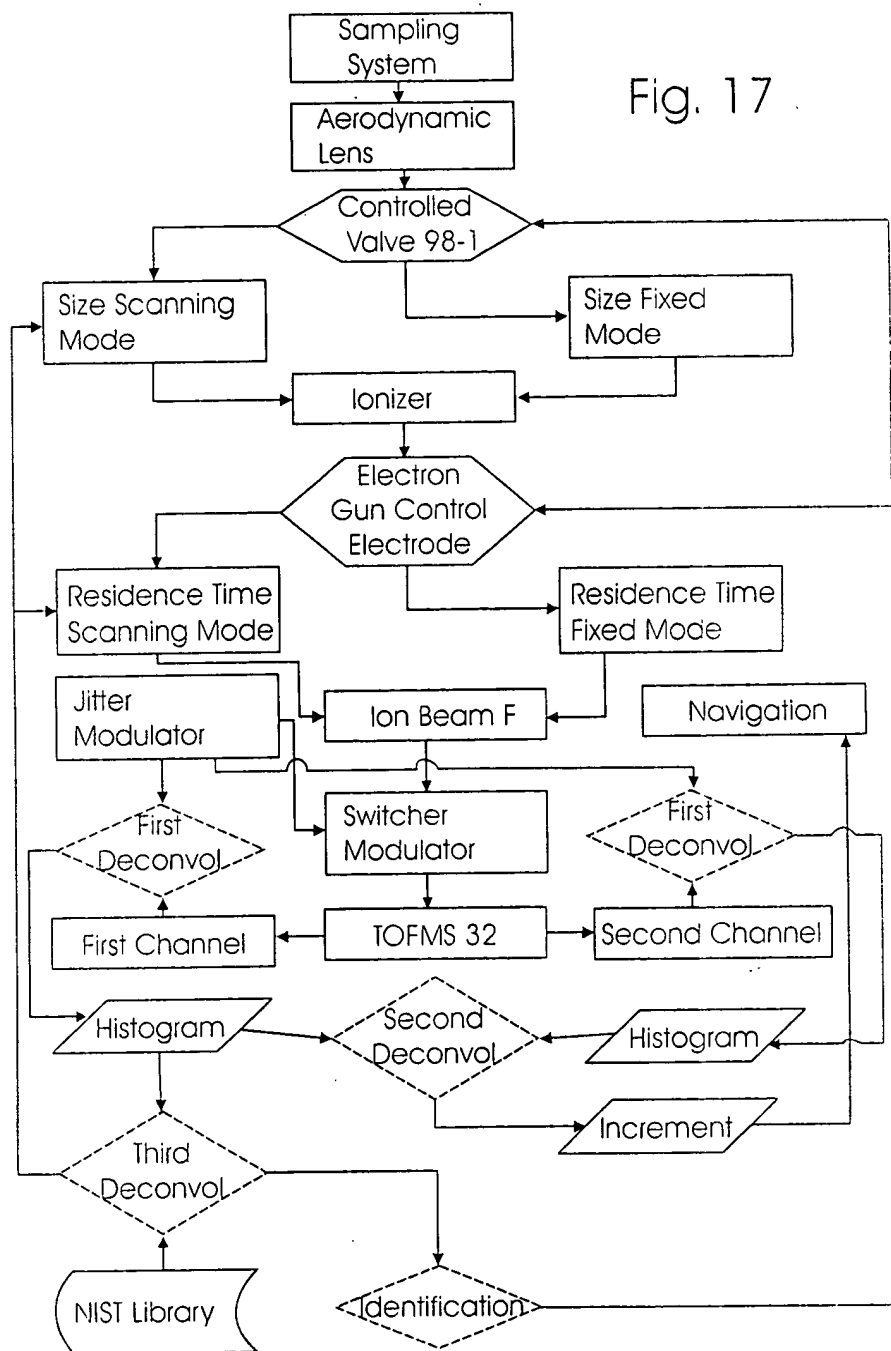 Sampling
System
Fig. 17
Aerodynamic
Lens
Controlled
Valve 98-1
Size Scanning
Mode
Size Fixed
Mode
Ionizer
Electron
Gun Control
Electrode
Residence Time
Scanning Mode
Residence Time
Fixed Mode
Jitter
Modulator
Ion Beam F
Navigation
First
Deconvol
Switcher
Modulator
First
Deconvol
First Channel
TOFMS 32
Second Channel
Histogram
Second
Deconvol
Histogram
Increment
Third
Deconvol
NIST Library
Identification